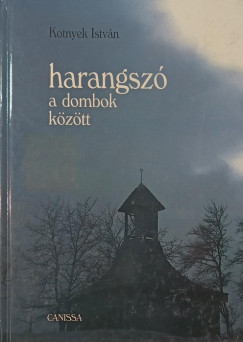 Kotnyek István
harangszó
a dombok
között
CANISSA